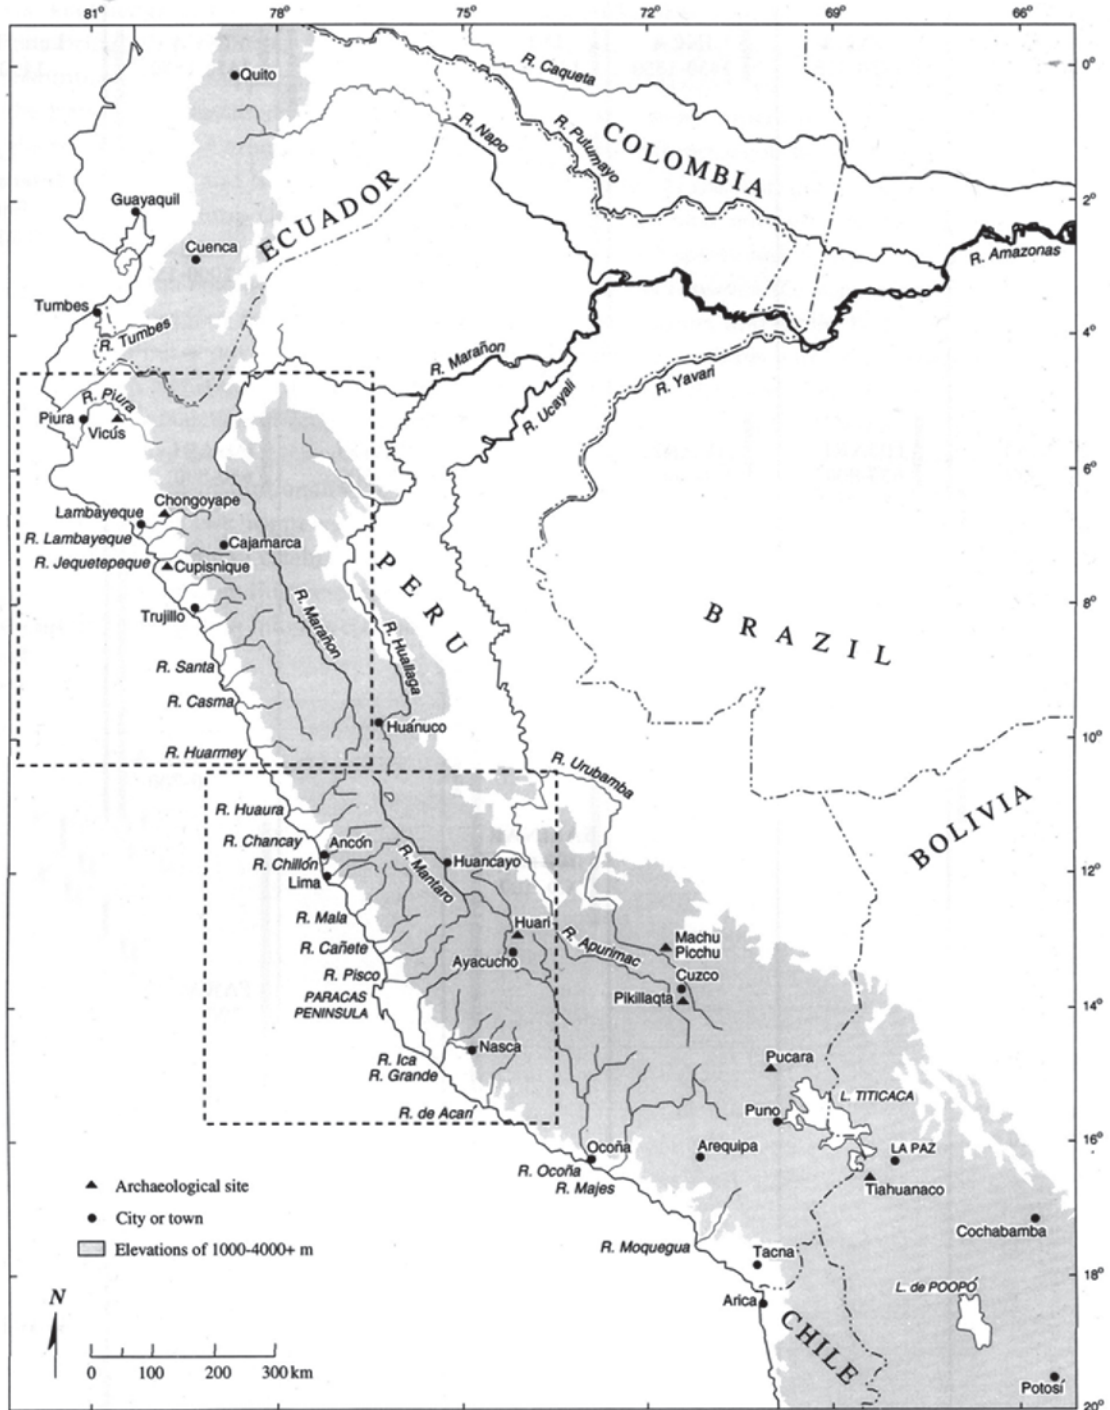 81°
78°
75°
72°
69°
66°
0°
Quito
R. Caqueta
R. Napo
R. Putumayo
COLOMBIA
2°
Guayaquil
ECUADOR
Cuenca
R. Amazonas
Tumbes
R. Tumbes
4°
R. Marañon
R. Yavari
R. Ucayali
R. Piura
Piura
Vicús
6°
Chongoyape
Lambayeque
R. Lambayeque
Cajamarca
R. Jequetepeque
Cupisnique
PERU
8°
Trujillo
R. Marañon
R. Huallaga
BRAZIL
R. Santa
R. Casma
Huánuco
10°
R. Huarmey
R. Urubamba
R. Huaura
BOLIVIA
R. Chancay
Ancón
R. Chillón
R. Mantaro
Huancayo
12°
Lima
R. Mala
Huari
R. Cañete
R. Apurimac
Machu
Picchu
Ayacucho
R. Pisco
Cuzco
PARACAS
PENINSULA
Pikillaqta
14°
Nasca
R. Ica
R. Grande
Pucara
L. TITICACA
R. de Acarí
Puno
16°
Ocoña
Arequipa
LA PAZ
R. Ocoña
R. Majes
Tiahuanaco
Archaeological site
City or town
Elevations of 1000-4000+ m
Cochabamba
R. Moquegua
Tacna
18°
L. de POOPÓ
Arica
CHILE
N
0 100 200 300 km
Potosí
20°